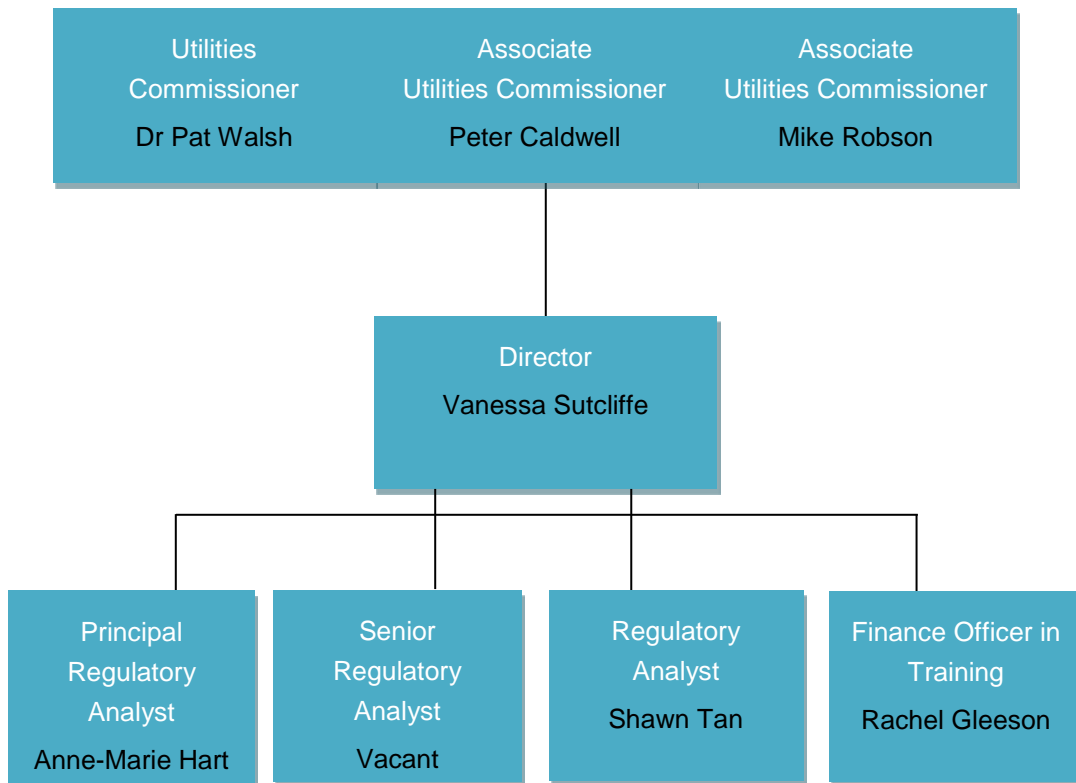 Utilities
Commissioner
Dr Pat Walsh
Associate
Utilities Commissioner
Peter Caldwell
Associate
Utilities Commissioner
Mike Robson
Director
Vanessa Sutcliffe
Principal
Regulatory
Analyst
Anne-Marie Hart
Senior
Regulatory
Analyst
Vacant
Regulatory
Analyst
Shawn Tan
Finance Officer in
Training
Rachel Gleeson